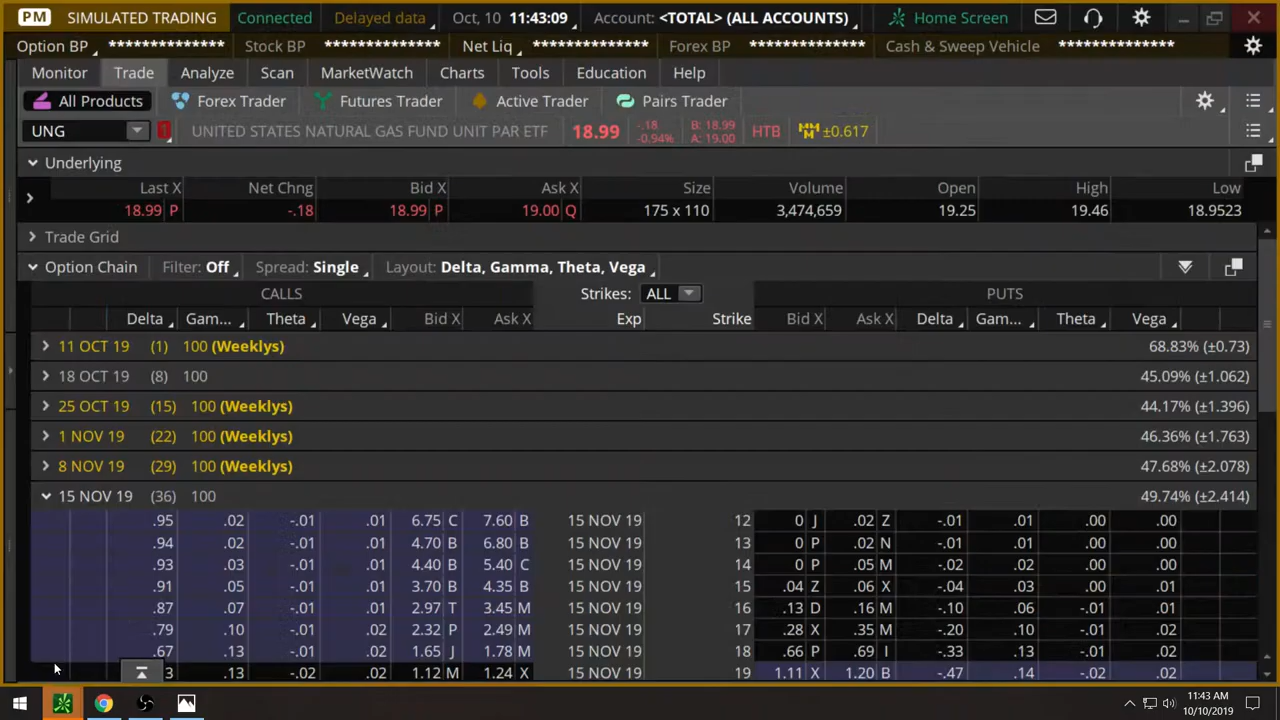 PM SIMULATED TRADING Connected Delayed data Oct, 10 11:43:09 Account: <TOTAL> (ALL ACCOUNTS) Home Screen
Option BP ************* Stock BP ************* Net Liq ************* Forex BP ************* Cash & Sweep Vehicle *************
Monitor Trade Analyze Scan MarketWatch Charts Tools Education Help
All Products Forex Trader Futures Trader Active Trader Pairs Trader
UNG 1 UNITED STATES NATURAL GAS FUND UNIT PAR ETF 18.99 -.18 -0.94% B: 18.99 A: 19.00 HTB ±0.617
Underlying
Last X Net Chng Bid X Ask X Size Volume Open High Low
18.99 P -.18 18.99 P 19.00 Q 175 x 110 3,474,659 19.25 19.46 18.9523
Trade Grid
Option Chain Filter: Off Spread: Single Layout: Delta, Gamma, Theta, Vega
CALLS Strikes: ALL PUTS
Delta Gam... Theta Vega Bid X Ask X Exp Strike Bid X Ask X Delta Gam... Theta Vega
11 OCT 19 (1) 100 (Weeklys) 68.83% (±0.73)
18 OCT 19 (8) 100 45.09% (±1.062)
25 OCT 19 (15) 100 (Weeklys) 44.17% (±1.396)
1 NOV 19 (22) 100 (Weeklys) 46.36% (±1.763)
8 NOV 19 (29) 100 (Weeklys) 47.68% (±2.078)
15 NOV 19 (36) 100 49.74% (±2.414)
.95 .02 -.01 .01 6.75 C 7.60 B 15 NOV 19 12 0 J .02 Z -.01 .01 .00 .00
.94 .02 -.01 .01 4.70 B 6.80 B 15 NOV 19 13 0 P .02 N -.01 .01 .00 .00
.93 .03 -.01 .01 4.40 B 5.40 C 15 NOV 19 14 0 P .05 M -.02 .02 .00 .00
.91 .05 -.01 .01 3.70 B 4.35 B 15 NOV 19 15 .04 Z .06 X -.04 .03 .00 .01
.87 .07 -.01 .01 2.97 T 3.45 M 15 NOV 19 16 .13 D .16 M -.10 .06 -.01 .01
.79 .10 -.01 .02 2.32 P 2.49 M 15 NOV 19 17 .28 X .35 M -.20 .10 -.01 .02
.67 .13 -.01 .02 1.65 J 1.78 M 15 NOV 19 18 .66 P .69 I -.33 .13 -.01 .02
3 .13 -.02 .02 1.12 M 1.24 X 15 NOV 19 19 1.11 X 1.20 B -.47 .14 -.02 .02
11:43 AM
10/10/2019